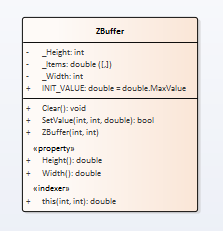 ZBuffer
- _Height: int
- _Items: double ([,])
- _Width: int
+ INIT_VALUE: double = double.MaxValue
+ Clear(): void
+ SetValue(int, int, double): bool
+ ZBuffer(int, int)
«property»
+ Height(): double
+ Width(): double
«indexer»
+ this(int, int): double